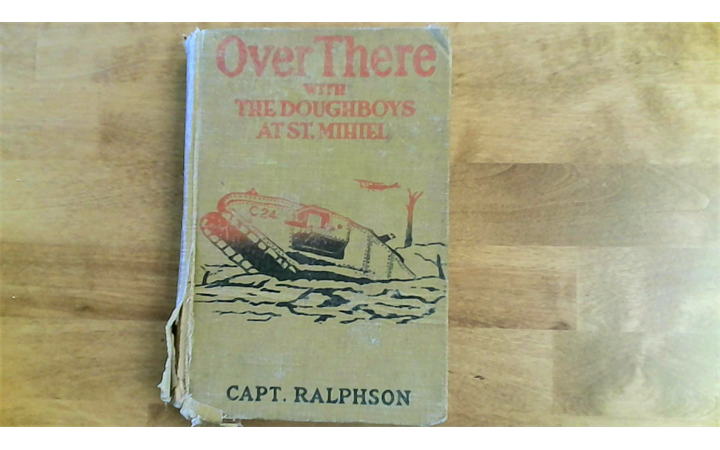 Over There
WITH
THE DOUGHBOYS
AT ST. MIHIEL
C24
CAPT. RALPHSON